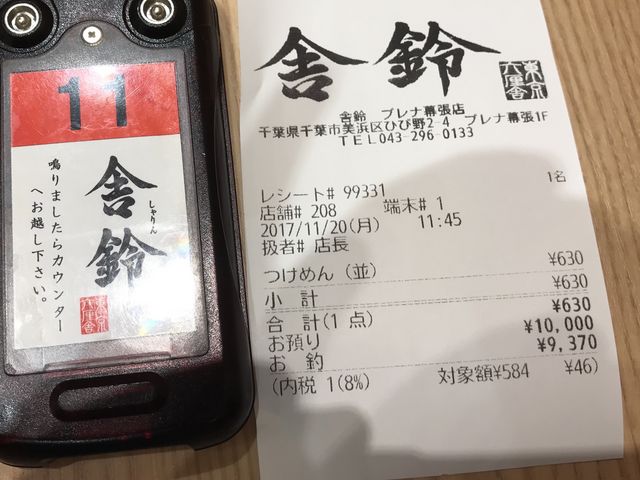 11
舎鈴
しゃりん
鳴りましたらカウンター
へお越し下さい。
東京
六厘舎
舎鈴
東京
六厘舎
舎鈴 プレナ幕張店
千葉県千葉市美浜区ひび野2-4 プレナ幕張1F
TEL043-296-0133
1名
レシート# 99331
店舗# 208 端末# 1
2017/11/20(月) 11:45
扱者# 店長
つけめん（並） ¥630
小 計 ¥630
合 計(1 点) ¥630
お預り ¥10,000
お 釣 ¥9,370
(内税 1(8%) 対象額¥584 ¥46)